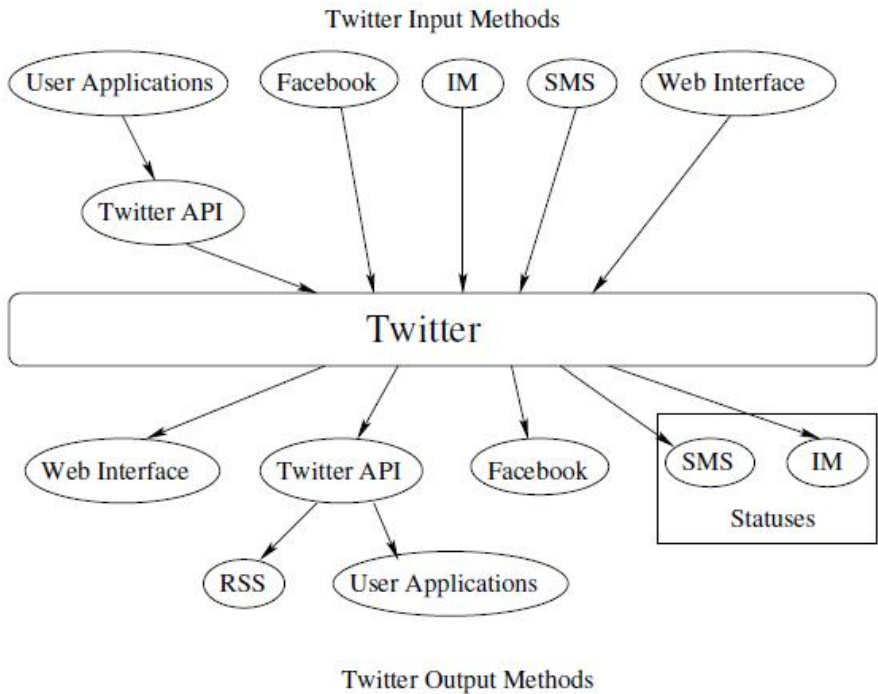 Twitter Input Methods
User Applications
Facebook
IM
SMS
Web Interface
Twitter API
Twitter
Web Interface
Twitter API
Facebook
SMS
IM
Statuses
RSS
User Applications
Twitter Output Methods